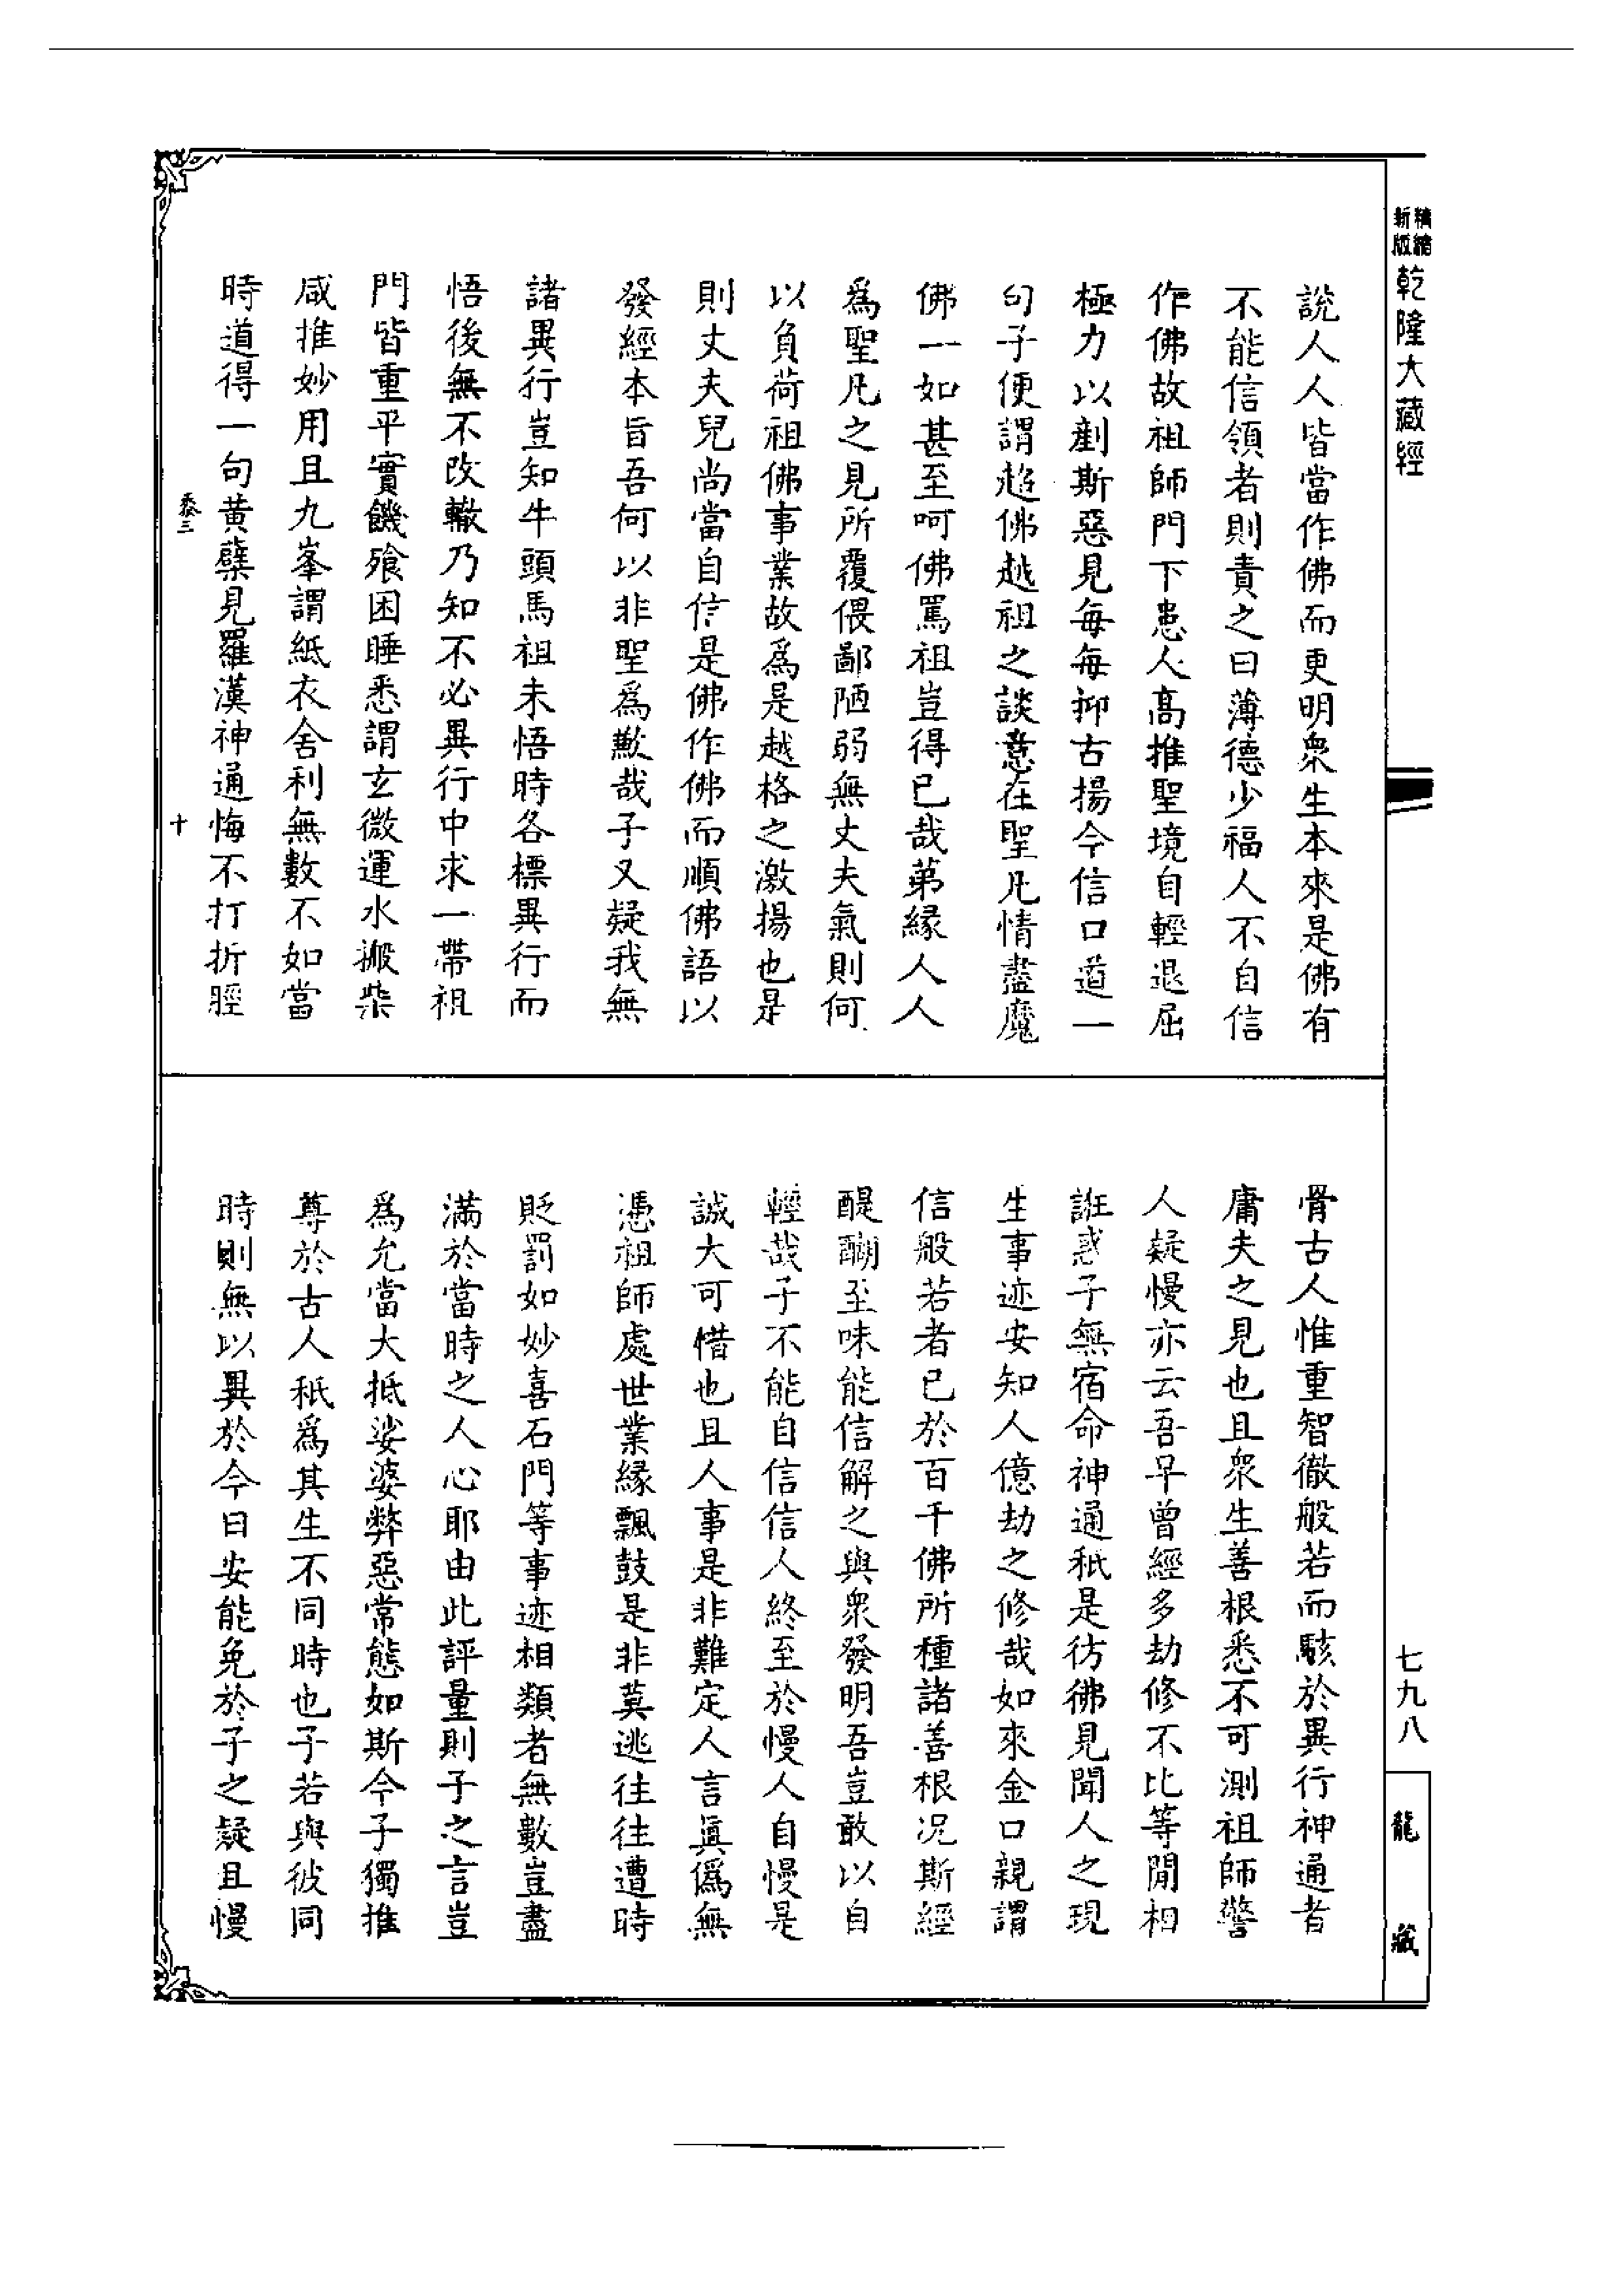 精縮新版乾隆大藏經
說人人皆當作佛而更明衆生本來是佛有
不能信領者則責之曰薄德少福人不自信
作佛故祖師門下患人高推聖境自輕退屈
極力以剷斯惡見每每抑古揚今信口道一
句子便謂超佛越祖之談意在聖凡情盡魔
佛一如甚至呵佛罵祖豈得已哉弟緣人人
爲聖凡之見所覆偎鄙陋弱無丈夫氣則何
以負荷祖佛事業故爲是越格之激揚也是
則丈夫兒尚當自信是佛作佛而順佛語以
發經本旨吾何以非聖爲歉哉子又疑我無
諸異行豈知牛頭馬祖未悟時各標異行而
悟後無不改轍乃知不必異行中求一帶祖
門皆重平實饑飡困睡悉謂玄微運水搬柴
咸推妙用且九峯謂紙衣舍利無數不如當
時道得一句黃蘗見羅漢神通悔不打折脛
泰三
十
骨古人惟重智徹般若而駭於異行神通者
庸夫之見也且衆生善根悉不可測祖師警
人疑慢亦云吾早曾經多劫修不比等閒相
誑惑子無宿命神通秖是彷彿見聞人之現
生事迹安知人億劫之修哉如來金口親謂
信般若者已於百千佛所種諸善根况斯經
醍醐至味能信解之與衆發明吾豈敢以自
輕哉子不能自信信人終至於慢人自慢是
誠大可惜也且人事是非難定人言眞僞無
憑祖師處世業緣飄鼓是非莫逃往往遭時
貶罰如妙喜石門等事迹相類者無數豈盡
滿於當時之人心耶由此評量則子之言豈
爲允當大抵娑婆弊惡常態如斯今子獨推
尊於古人秖爲其生不同時也子若與彼同
時則無以異於今日安能免於子之疑且慢
七九八
龍藏